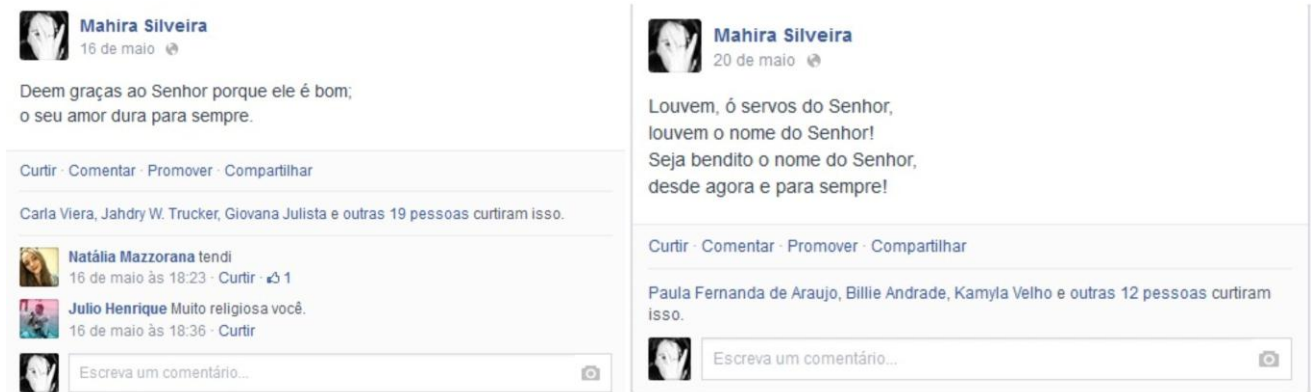 Mahira Silveira
16 de maio
Deem graças ao Senhor porque ele é bom;
o seu amor dura para sempre.
Curtir · Comentar · Promover · Compartilhar
Carla Viera, Jahdry W. Trucker, Giovana Julista e outras 19 pessoas curtiram isso.
Natália Mazzorana tendi
16 de maio às 18:23 · Curtir · 1
Julio Henrique Muito religiosa você.
16 de maio às 18:36 · Curtir
Escreva um comentário...
Mahira Silveira
20 de maio
Louvem, ó servos do Senhor,
louvem o nome do Senhor!
Seja bendito o nome do Senhor,
desde agora e para sempre!
Curtir · Comentar · Promover · Compartilhar
Paula Fernanda de Araujo, Billie Andrade, Kamyla Velho e outras 12 pessoas curtiram
isso.
Escreva um comentário...